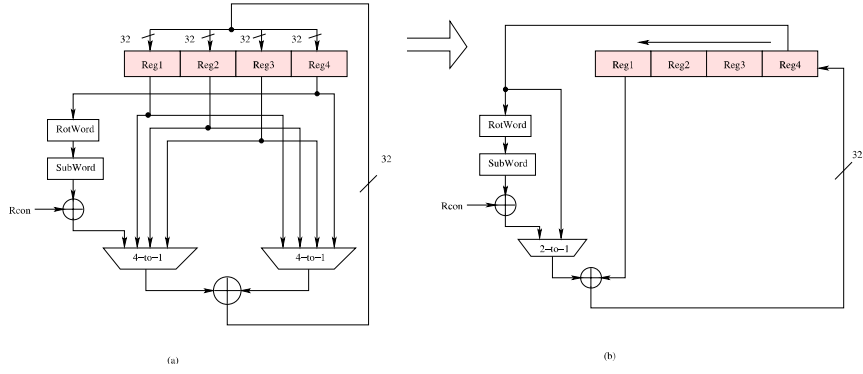 32 32 32 32
Reg1 Reg2 Reg3 Reg4
RotWord
SubWord
Rcon
4-to-1 4-to-1
32
(a)
Reg1 Reg2 Reg3 Reg4
RotWord
SubWord
Rcon
2-to-1
32
(b)